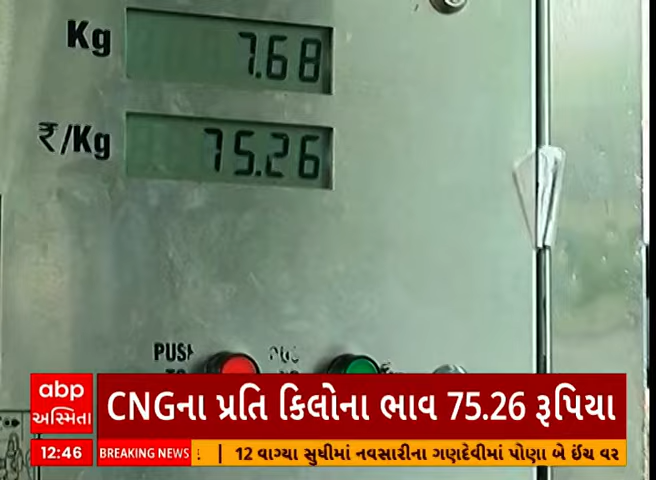 Kg 7.68
₹/Kg 75.26
PUSH
abp
અસ્મિતા
CNGના પ્રતિ કિલોના ભાવ 75.26 રૂપિયા
12:46 BREAKING NEWS 12 વાગ્યા સુધીમાં નવસારીના ગણદેવીમાં પોણા બે ઈંચ વર